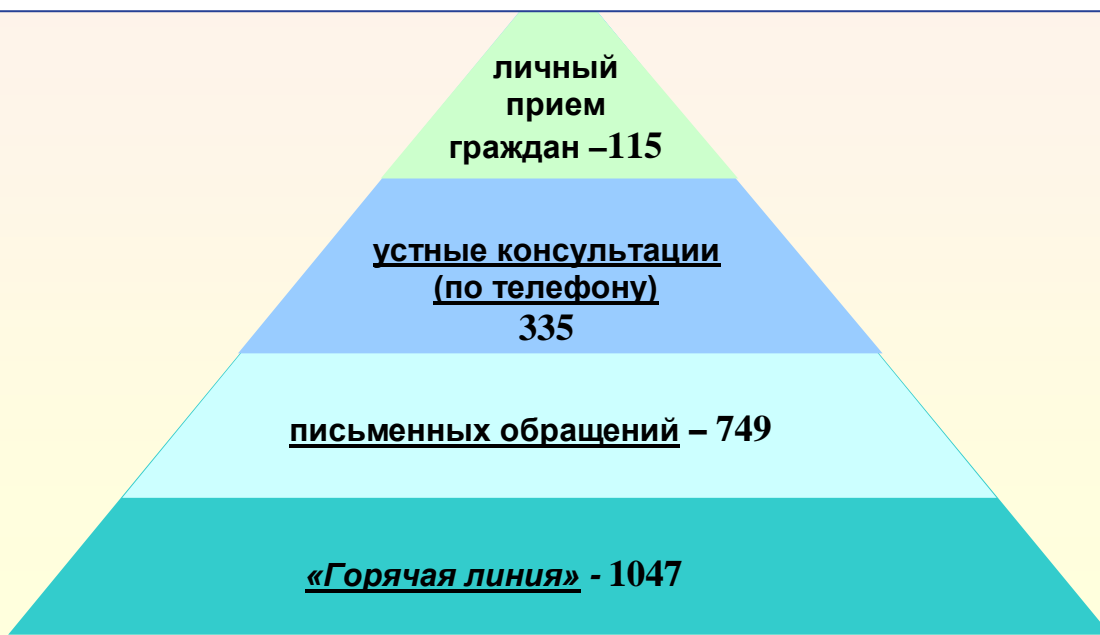 личный
прием
граждан –115
устные консультации
(по телефону)
335
письменных обращений – 749
«Горячая линия» - 1047